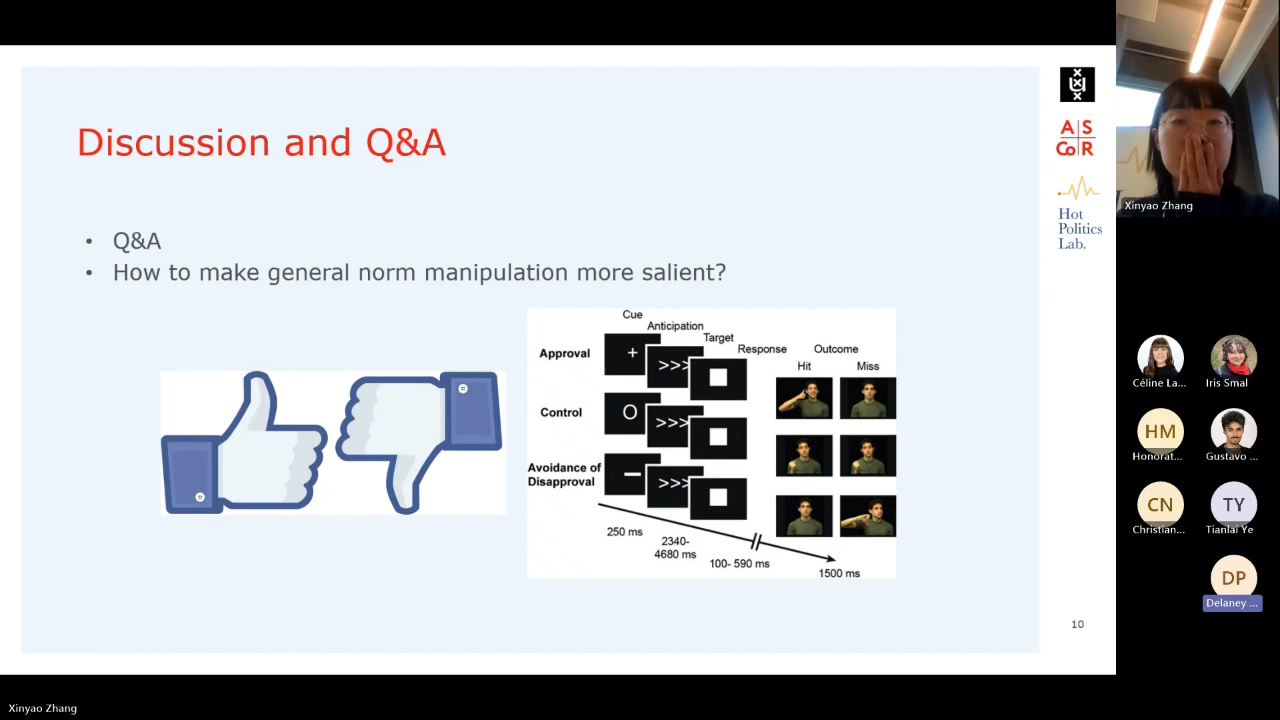 Discussion and Q&A
• Q&A
• How to make general norm manipulation more salient?
Cue
Anticipation
Target
Response
Outcome
Hit
Miss
Approval
+
>>>
Control
O
>>>
Avoidance of
Disapproval
−
>>>
250 ms
2340-
4680 ms
100- 590 ms
1500 ms
10
A|S
Co|R
Hot
Politics
Lab.
Xinyao Zhang
Céline La...
Iris Smal
HM
Honorat...
Gustavo ...
CN
Christian...
TY
Tianlai Ye
DP
Delaney ...
Xinyao Zhang